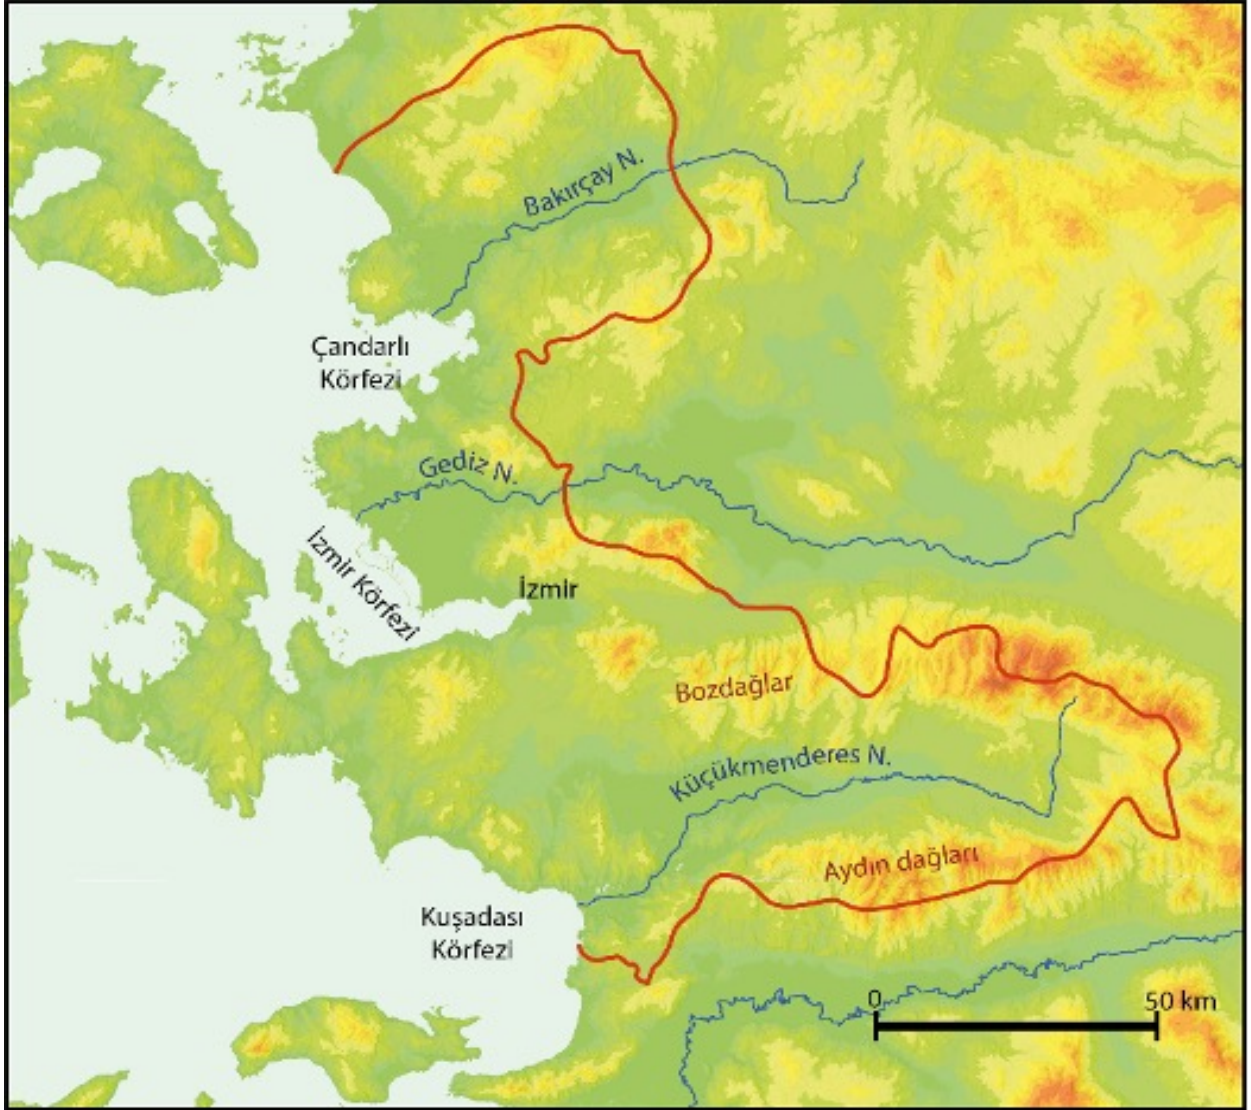 Bakırçay N.
Çandarlı
Körfezi
Gediz N.
İzmir Körfezi
İzmir
Bozdağlar
Küçükmenderes N.
Aydın dağları
Kuşadası
Körfezi
0 50 km